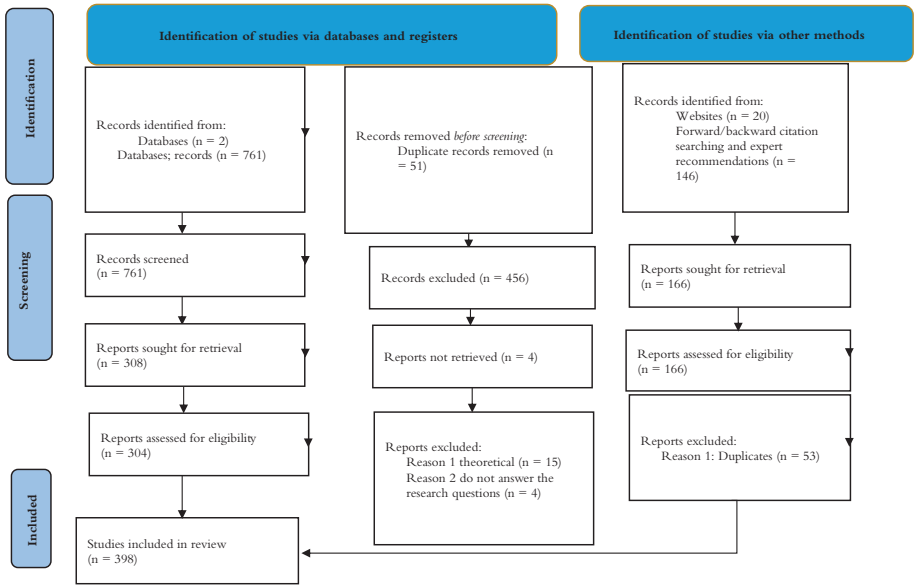 Identification of studies via databases and registers
Identification of studies via other methods
Identification
Records identified from:
Databases (n = 2)
Databases; records (n = 761)
Records removed before screening:
Duplicate records removed (n
= 51)
Records identified from:
Websites (n = 20)
Forward/backward citation
searching and expert
recommendations (n =
146)
Screening
Records screened
(n = 761)
Records excluded (n = 456)
Reports sought for retrieval
(n = 166)
Reports sought for retrieval
(n = 308)
Reports not retrieved (n = 4)
Reports assessed for eligibility
(n = 166)
Reports assessed for eligibility
(n = 304)
Reports excluded:
Reason 1 theoretical (n = 15)
Reason 2 do not answer the
research questions (n = 4)
Reports excluded:
Reason 1: Duplicates (n = 53)
Included
Studies included in review
(n = 398)